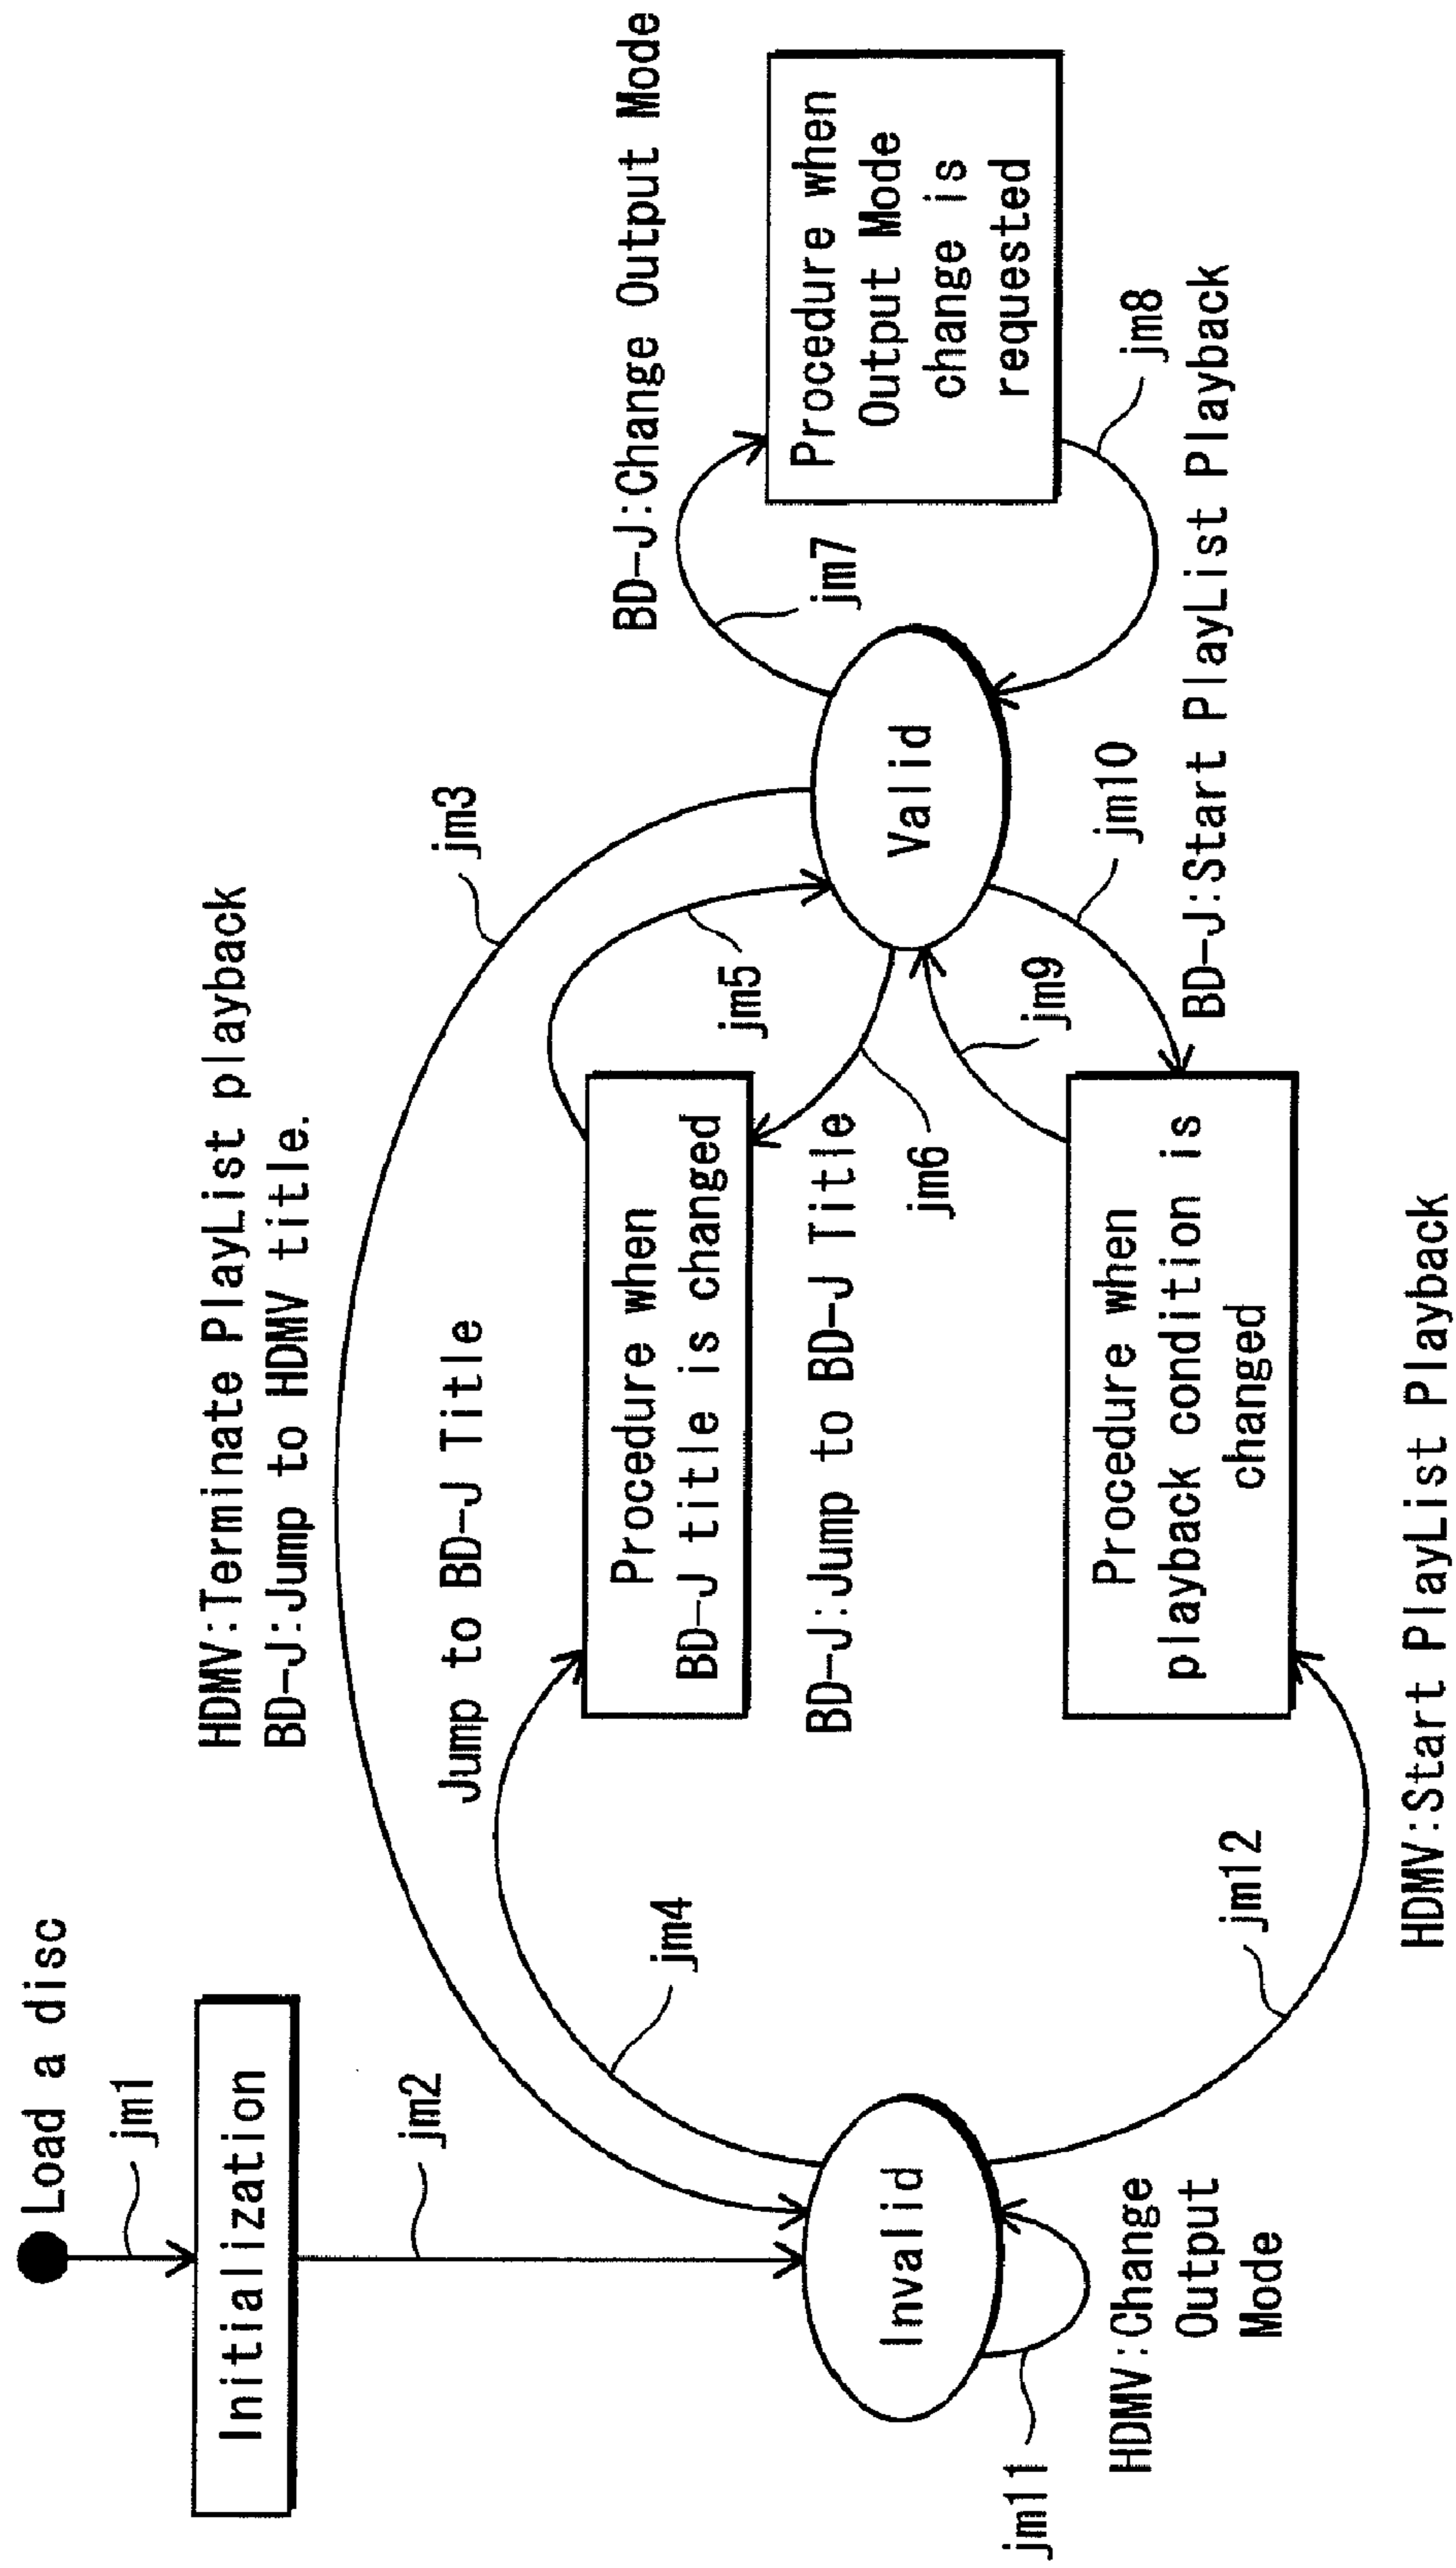 Load a disc
jm1
Initialization
jm2
HDMV:Terminate PlayList playback
BD-J:Jump to HDMV title.
jm3
Jump to BD-J Title
jm4
Procedure when
BD-J title is changed
jm5
BD-J:Jump to BD-J Title
jm6
BD-J:Change Output Mode
jm7
Procedure when
Output Mode
change is
requested
jm8
Valid
Invalid
jm9
jm10
BD-J:Start PlayList Playback
Procedure when
playback condition is
changed
jm11
HDMV:Change
Output
Mode
jm12
HDMV:Start PlayList Playback